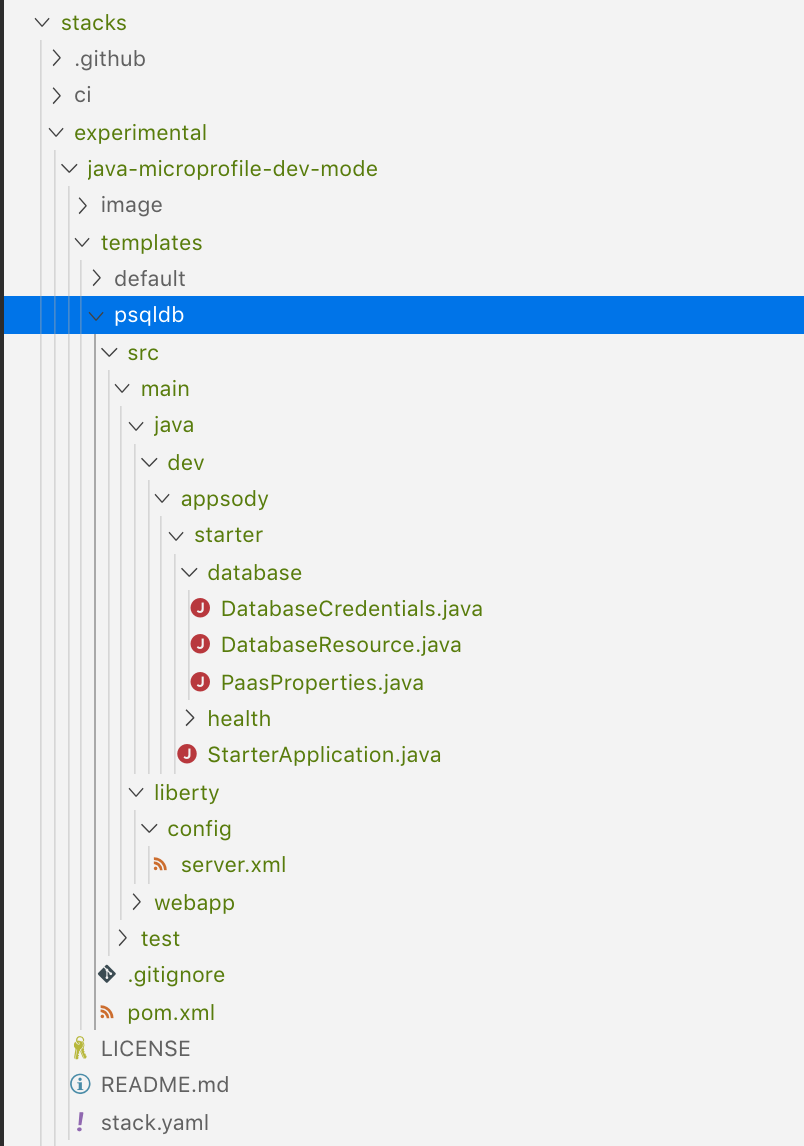 stacks
.github
ci
experimental
java-microprofile-dev-mode
image
templates
default
psqldb
src
main
java
dev
appsody
starter
database
J DatabaseCredentials.java
J DatabaseResource.java
J PaasProperties.java
health
J StarterApplication.java
liberty
config
server.xml
webapp
test
.gitignore
pom.xml
LICENSE
README.md
! stack.yaml